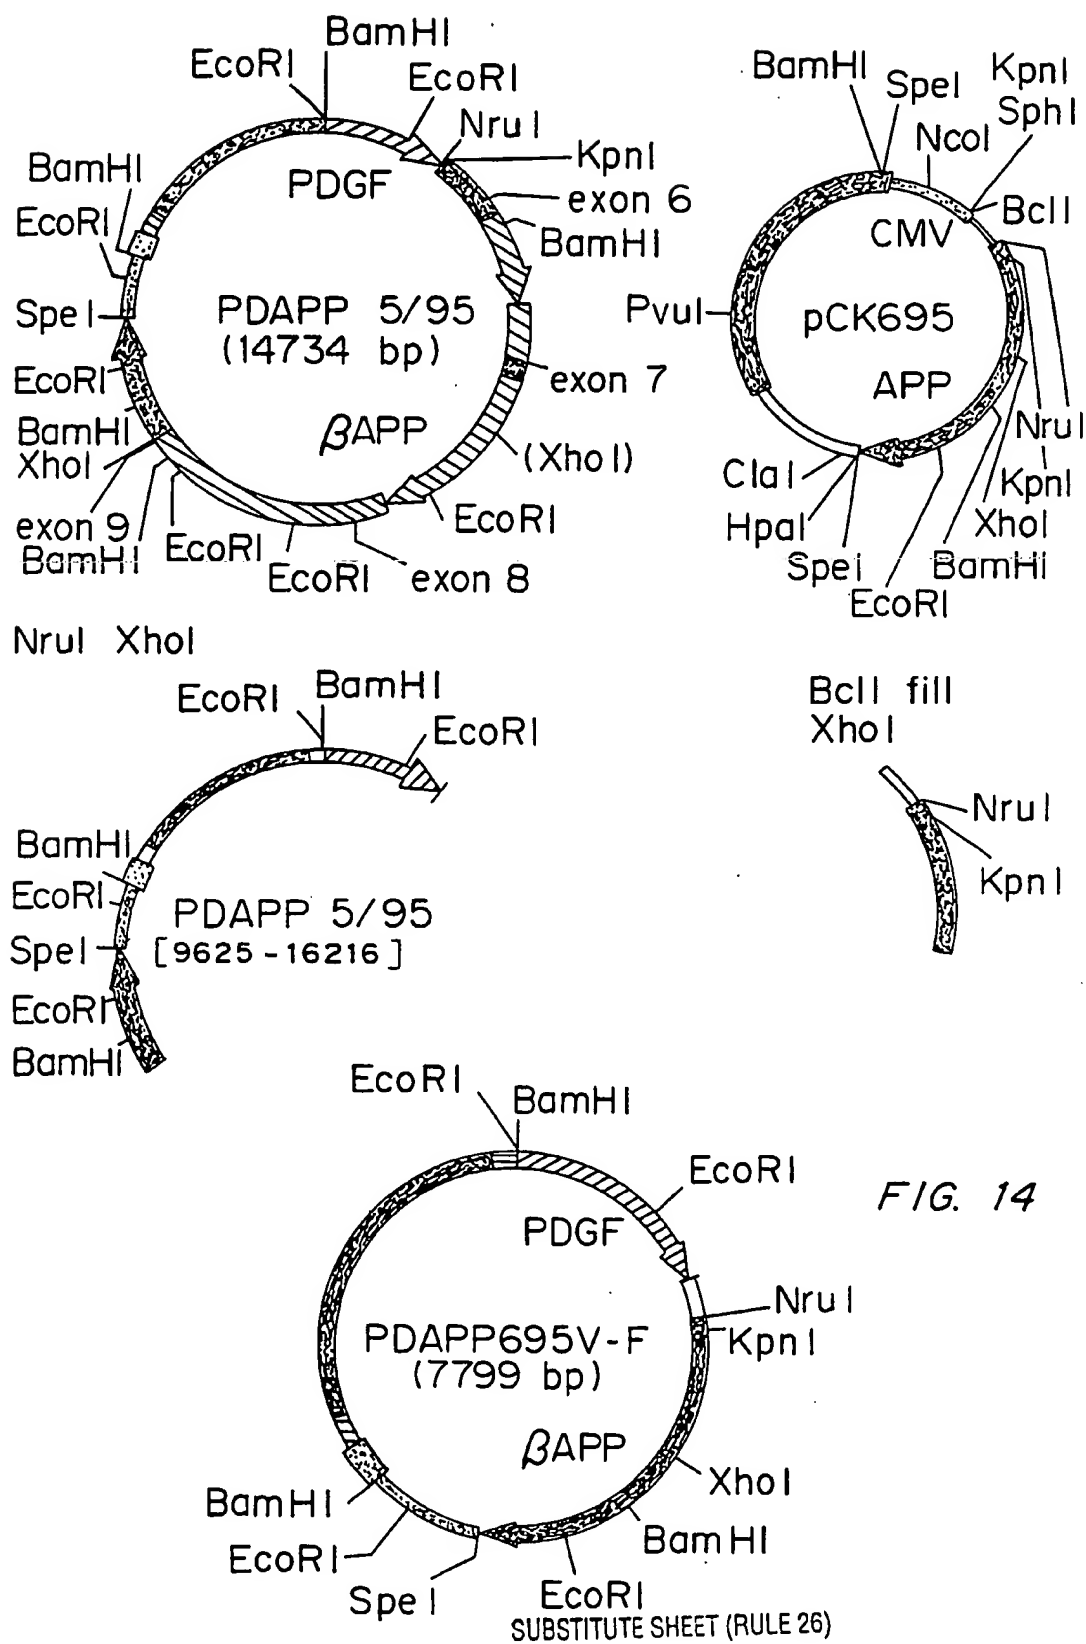 BamHI
EcoRI
EcoRI
NruI
KpnI
exon 6
BamHI
BamHI
EcoRI
SpeI
EcoRI
BamHI
XhoI
exon 9
BamHI
EcoRI
EcoRI
exon 8
EcoRI
(XhoI)
exon 7
PDGF
PDAPP 5/95
(14734 bp)
βAPP
BamHI
SpeI
KpnI
SphI
NcoI
BclI
CMV
PvuI
pCK695
APP
NruI
KpnI
XhoI
BamHI
EcoRI
SpeI
HpaI
ClaI
NruI XhoI
EcoRI
BamHI
EcoRI
BamHI
EcoRI
SpeI
EcoRI
BamHI
PDAPP 5/95
[9625-16216]
BclI fill
XhoI
NruI
KpnI
EcoRI
BamHI
EcoRI
PDGF
NruI
KpnI
PDAPP695V-F
(7799 bp)
βAPP
XhoI
BamHI
EcoRI
SpeI
EcoRI
BamHI
FIG. 14
SUBSTITUTE SHEET (RULE 26)